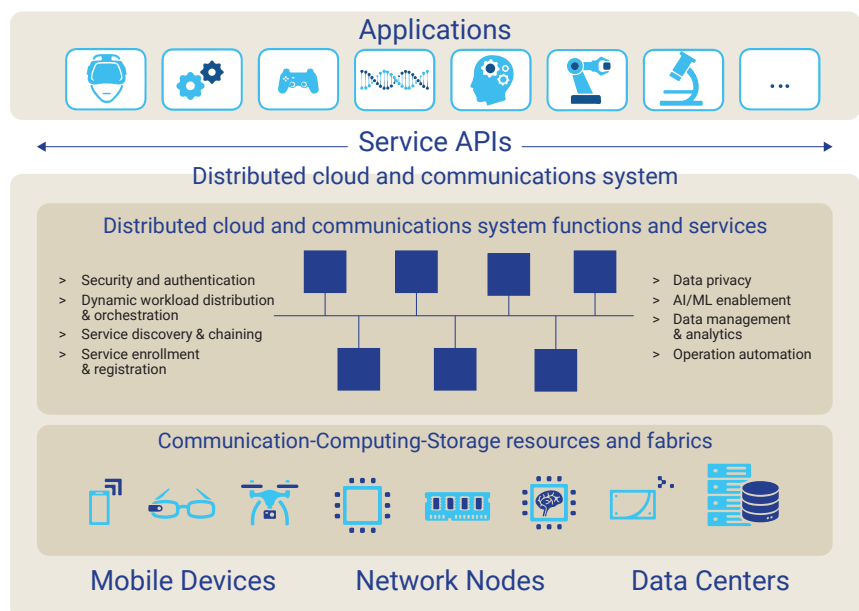 Applications
...
Service APIs
Distributed cloud and communications system
Distributed cloud and communications system functions and services
> Security and authentication
> Dynamic workload distribution
& orchestration
> Service discovery & chaining
> Service enrollment
& registration
> Data privacy
> AI/ML enablement
> Data management
& analytics
> Operation automation
Communication-Computing-Storage resources and fabrics
Mobile Devices
Network Nodes
Data Centers